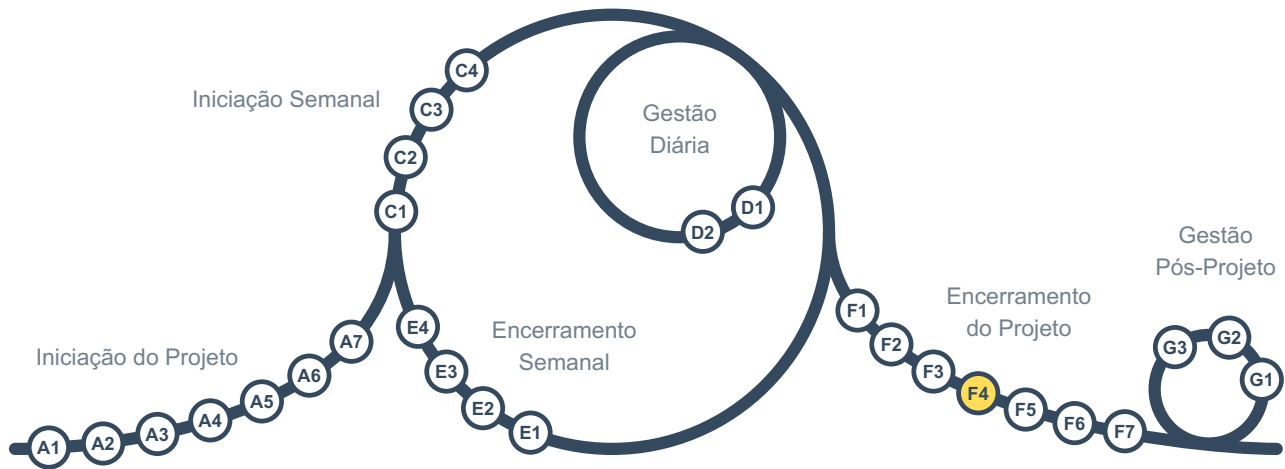 Iniciação Semanal
C4
C3
C2
C1
Gestão
Diária
D1
D2
Gestão
Pós-Projeto
Encerramento
do Projeto
Encerramento
Semanal
Iniciação do Projeto
A1
A2
A3
A4
A5
A6
A7
E4
E3
E2
E1
F1
F2
F3
F4
F5
F6
F7
G3
G2
G1